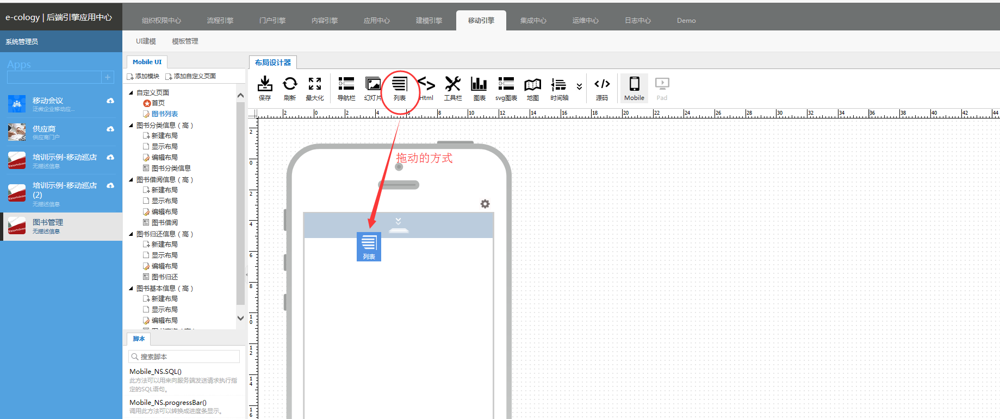 e-cology | 后端引擎应用中心
组织权限中心 流程引擎 门户引擎 内容引擎 应用中心 建模引擎 移动引擎 集成中心 运维中心 日志中心 Demo
系统管理员
UI建模 模板管理
Apps
+
移动会议
泛微企业移动应...
供应商
供应商门户
培训示例-移动巡店
无描述信息
培训示例-移动巡店
(2)
无描述信息
图书管理
无描述信息
Mobile UI
添加模块 添加自定义页面
自定义页面
首页
图书列表
图书分类信息（高）
新建布局
显示布局
编辑布局
图书分类信息
图书借阅信息（高）
新建布局
显示布局
编辑布局
图书借阅
图书归还信息（高）
新建布局
显示布局
编辑布局
图书归还
图书基本信息（高）
新建布局
显示布局
编辑布局
脚本
搜索脚本
Mobile_NS.SQL()
此方法可以用来向服务端发送请求执行指
定的SQL语句。
Mobile_NS.progressBar()
调用此方法可以转换成进度条显示。
布局设计器
保存 刷新 最大化 导航栏 幻灯片 列表 Html 工具栏 图表 svg图表 地图 时间轴 源码 Mobile Pad
2 0 2 4 6 8 10 12 14 16 18 20 22 24 26 28 30 32 34 36 38 40 42 44
2
0
2
4
6
8
10
12
14
16
拖动的方式
列表